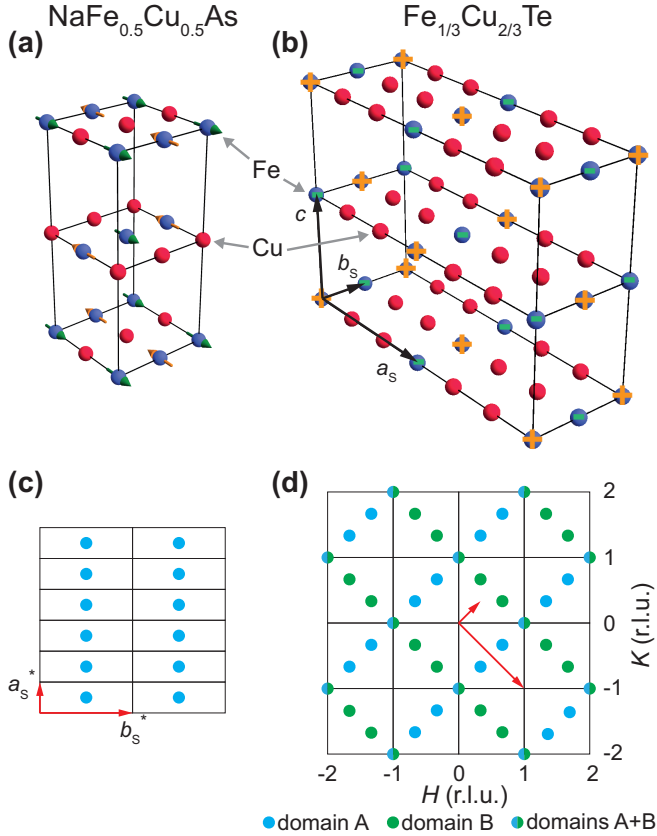 NaFe0.5Cu0.5As
Fe1/3Cu2/3Te
(a)
(b)
Fe
Cu
c
bS
aS
(c)
(d)
aS*
bS*
2
1
0
-1
-2
K (r.l.u.)
-2 -1 0 1 2
H (r.l.u.)
domain A domain B domains A+B